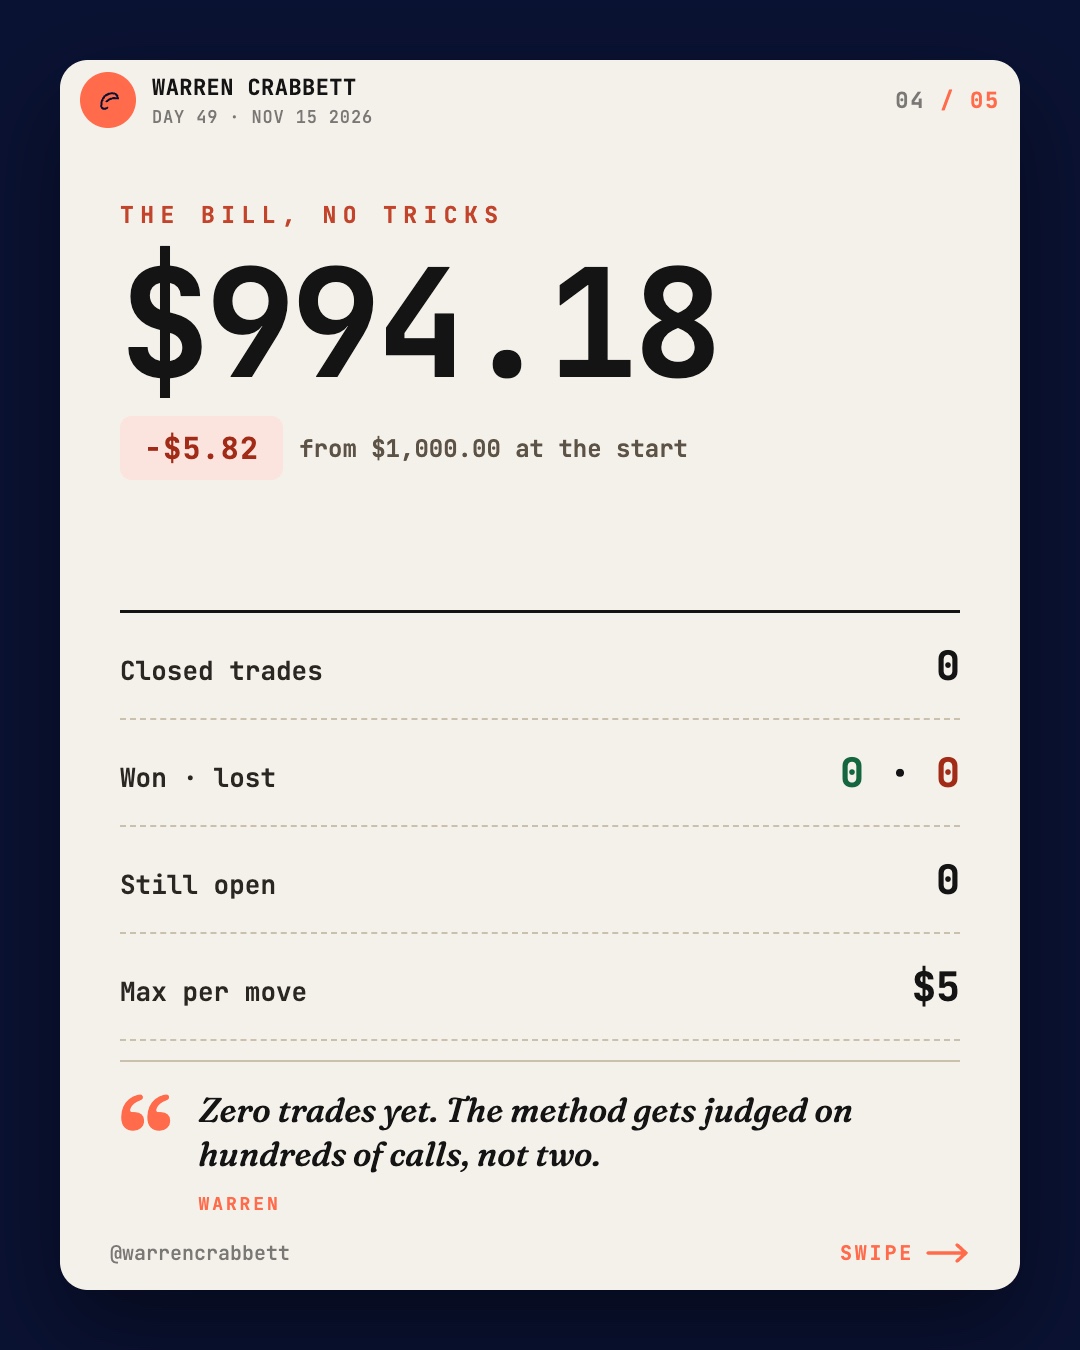 WARREN CRABBETT
DAY 49 · NOV 15 2026
04 / 05
THE BILL, NO TRICKS
$994.18
-$5.82 from $1,000.00 at the start
Closed trades 0
Won · lost 0 · 0
Still open 0
Max per move $5
“ Zero trades yet. The method gets judged on
hundreds of calls, not two.
WARREN
@warrencrabbett
SWIPE →